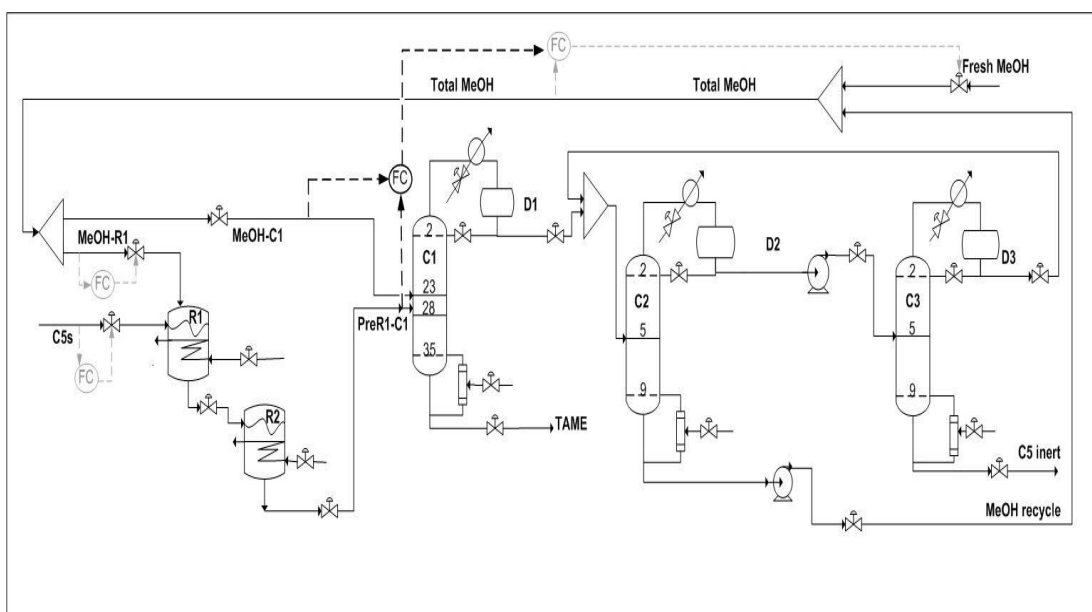 FC
Fresh MeOH
Total MeOH
Total MeOH
FC
D1
2
MeOH-C1
C1
MeOH-R1
2
D2
2
D3
FC
23
C2
C3
R1
28
PreR1-C1
5
5
C5s
35
FC
9
9
R2
TAME
C5 inert
MeOH recycle